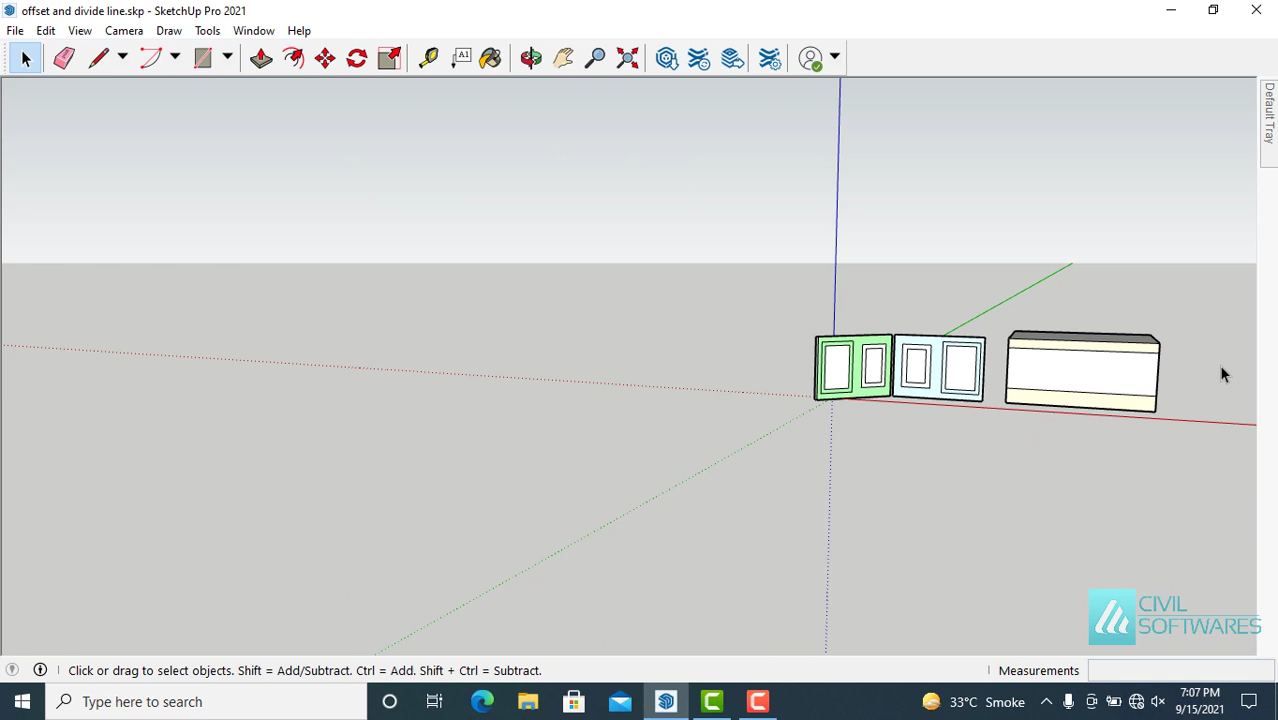 offset and divide line.skp - SketchUp Pro 2021
File Edit View Camera Draw Tools Window Help
A1
Default Tray
CIVIL
SOFTWARES
Click or drag to select objects. Shift = Add/Subtract. Ctrl = Add. Shift + Ctrl = Subtract. Measurements
Type here to search
33°C Smoke
7:07 PM
9/15/2021